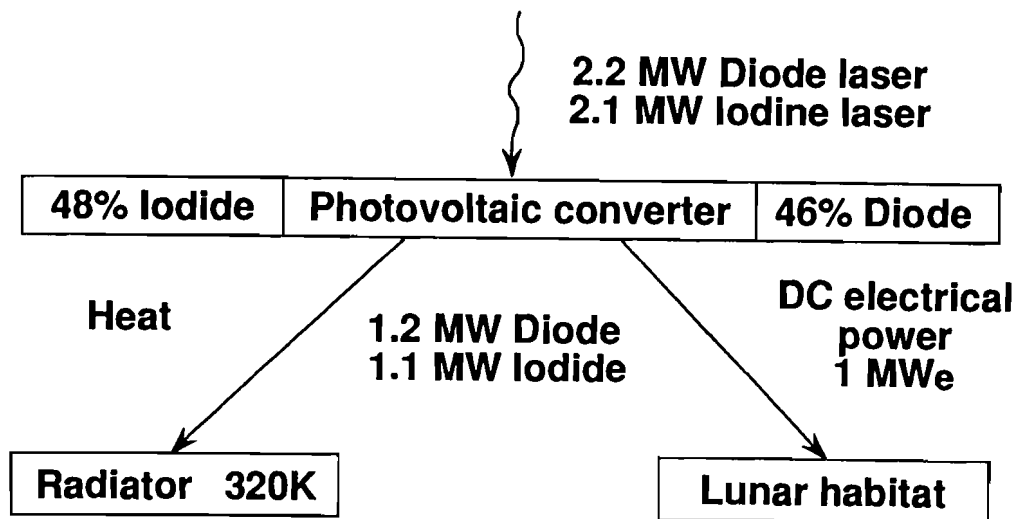 2.2 MW Diode laser
2.1 MW Iodine laser
48% Iodide
Photovoltaic converter
46% Diode
Heat
1.2 MW Diode
1.1 MW Iodide
DC electrical
power
1 MWe
Radiator 320K
Lunar habitat